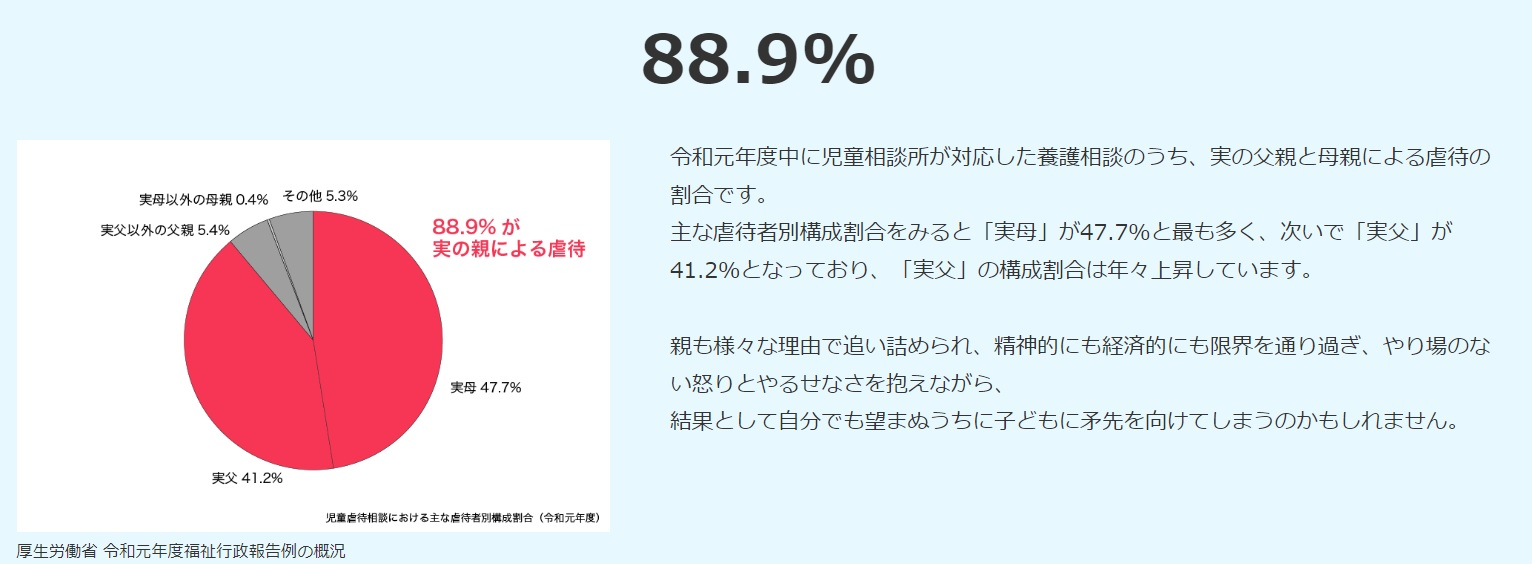 88.9%
実母以外の母親 0.4%
その他 5.3%
実父以外の父親 5.4%
88.9% が
実の親による虐待
実母 47.7%
実父 41.2%
児童虐待相談における主な虐待者別構成割合（令和元年度）
厚生労働省 令和元年度福祉行政報告例の概況
令和元年度中に児童相談所が対応した養護相談のうち、実の父親と母親による虐待の
割合です。
主な虐待者別構成割合をみると「実母」が47.7%と最も多く、次いで「実父」が
41.2%となっており、「実父」の構成割合は年々上昇しています。
親も様々な理由で追い詰められ、精神的にも経済的にも限界を通り過ぎ、やり場のな
い怒りとやるせなさを抱えながら、
結果として自分でも望まぬうちに子どもに矛先を向けてしまうのかもしれません。